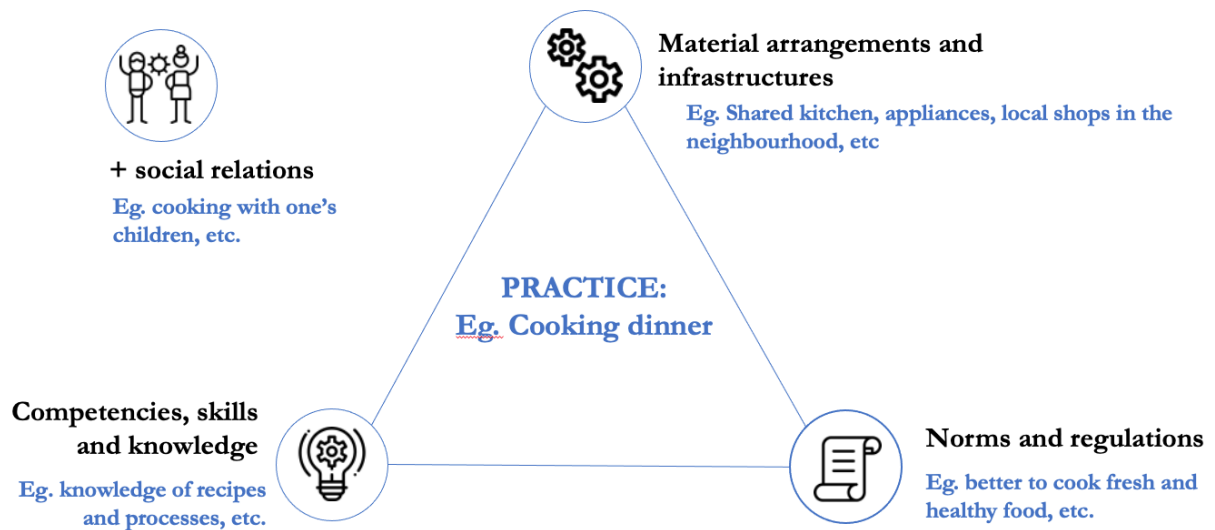 Material arrangements and
infrastructures
Eg. Shared kitchen, appliances, local shops in the
neighbourhood, etc
+ social relations
Eg. cooking with one’s
children, etc.
PRACTICE:
Eg. Cooking dinner
Competencies, skills
and knowledge
Eg. knowledge of recipes
and processes, etc.
Norms and regulations
Eg. better to cook fresh and
healthy food, etc.